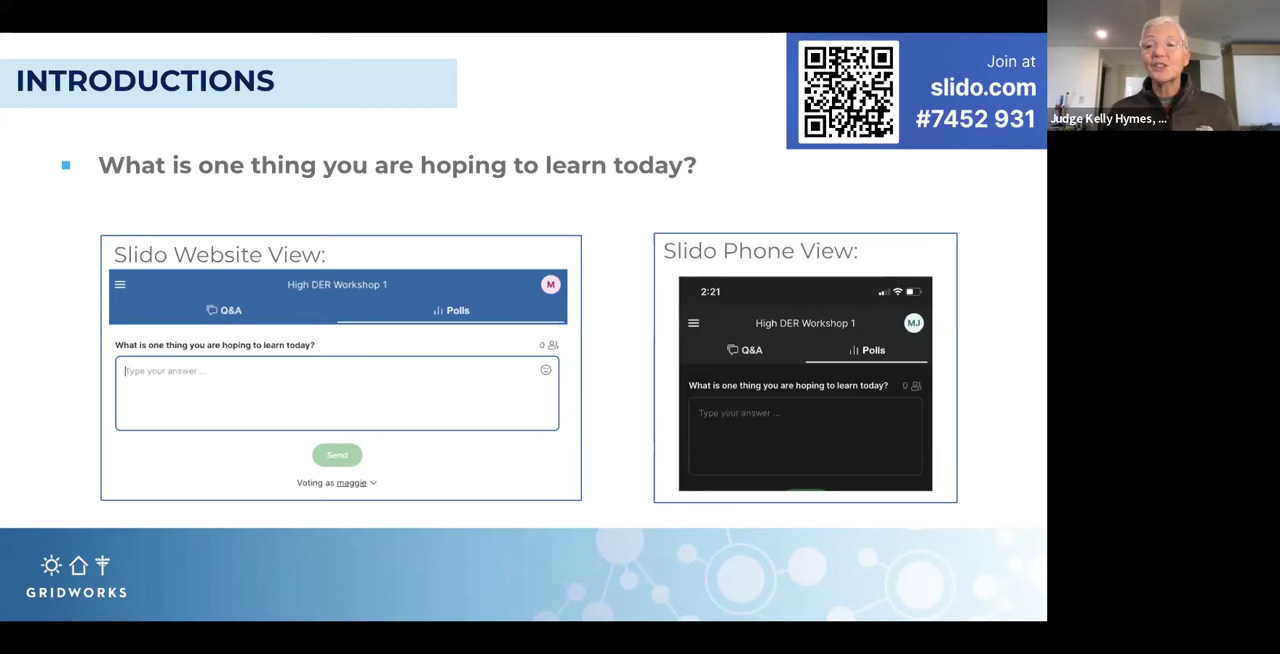 INTRODUCTIONS
Join at
slido.com
#7452 931
Judge Kelly Hymes, ...
What is one thing you are hoping to learn today?
Slido Website View:
High DER Workshop 1
M
Q&A
Polls
What is one thing you are hoping to learn today?
0
Type your answer ...
Send
Voting as maggie
Slido Phone View:
2:21
High DER Workshop 1
MJ
Q&A
Polls
What is one thing you are hoping to learn today?
0
Type your answer ...
GRIDWORKS